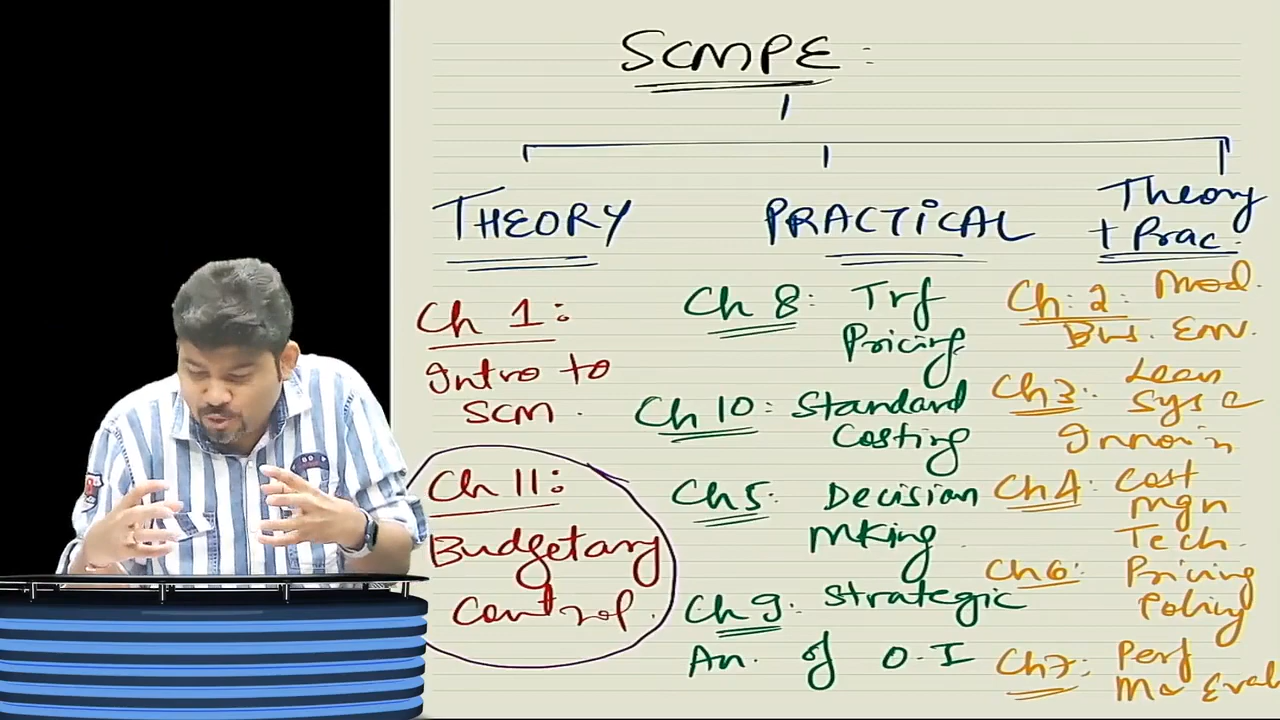 SCMPE:
THEORY
Ch 1:
Intro to
SCM.
Ch 11:
Budgetary
Control.
PRACTICAL
Ch 8: Trf
Pricing
Ch 10: Standard
Costing
Ch 5. Decision
Mking
Ch 9. Strategic
An. of O.I
Theory
+ Prac.
Ch: 2: Mod.
Bus. Env.
Ch 3: Lean
Sys
Ch 4: Cost
Mgn
Tech.
Ch 6: Pricing
Policy
Ch 7: Perf
Eval